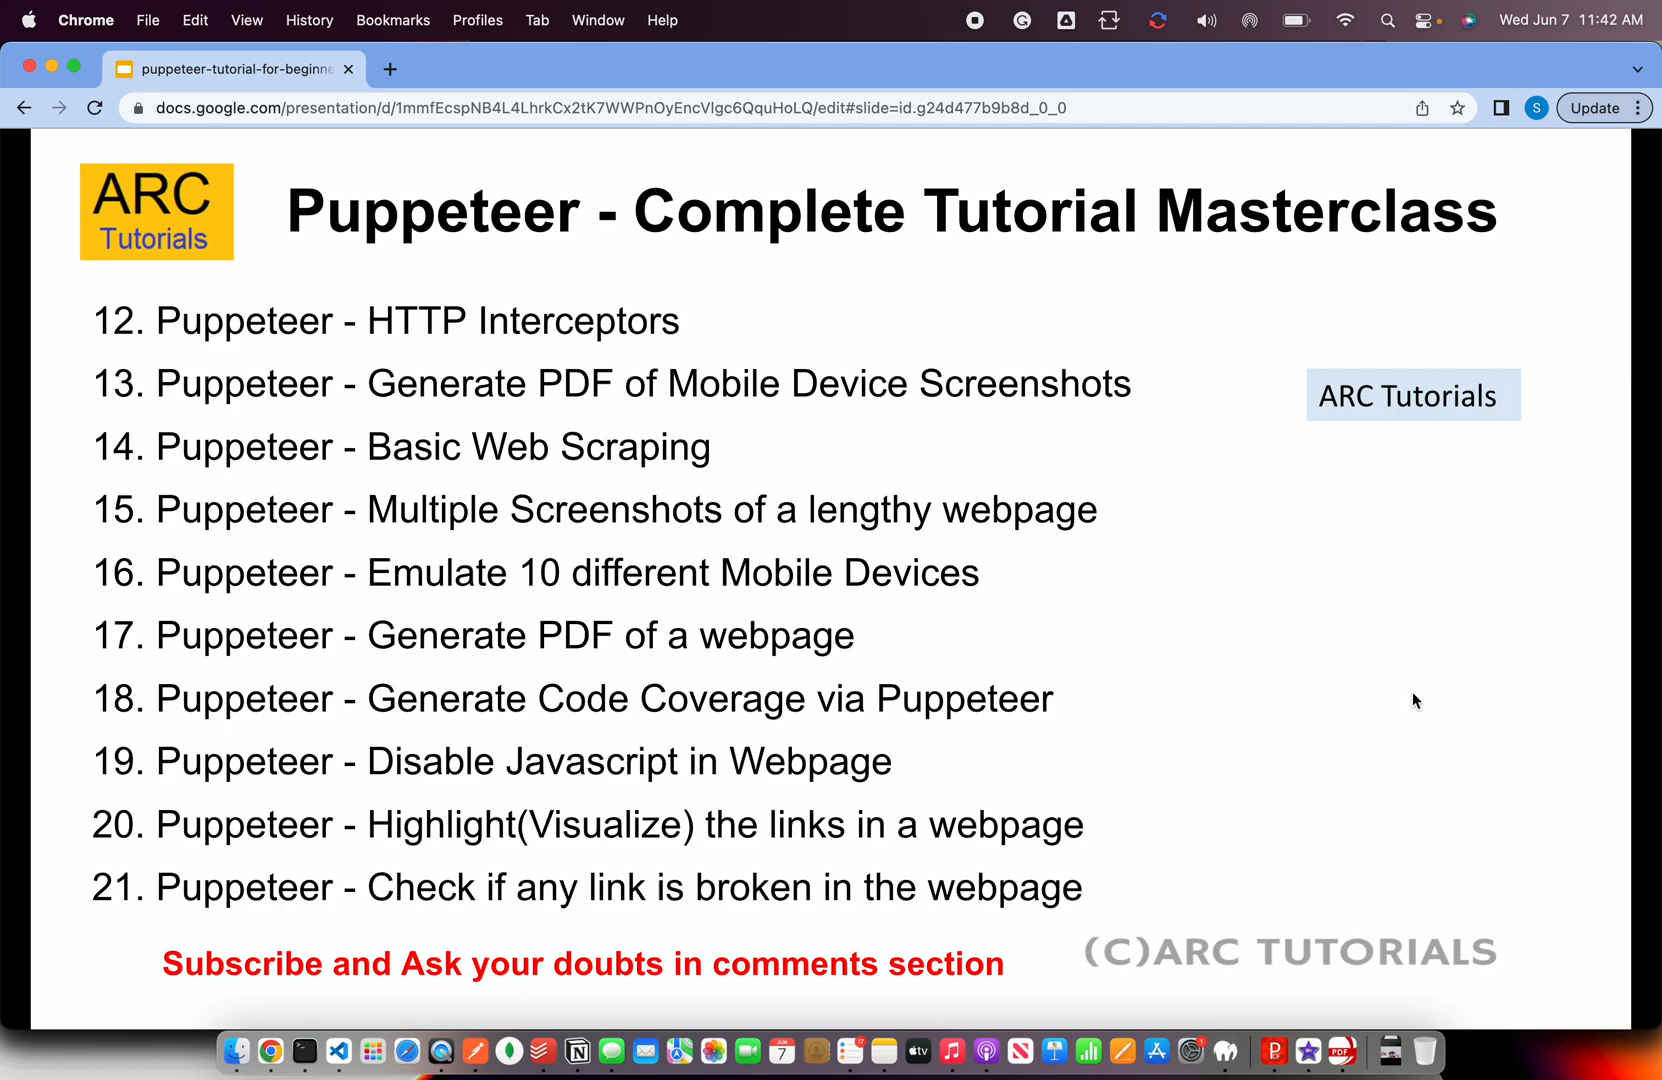 Chrome File Edit View History Bookmarks Profiles Tab Window Help Wed Jun 7 11:42 AM
puppeteer-tutorial-for-beginne
docs.google.com/presentation/d/1mmfEcspNB4L4LhrkCx2tK7WWPnOyEncVlgc6QquHoLQ/edit#slide=id.g24d477b9b8d_0_0
S Update
ARC
Tutorials
Puppeteer - Complete Tutorial Masterclass
12. Puppeteer - HTTP Interceptors
13. Puppeteer - Generate PDF of Mobile Device Screenshots
ARC Tutorials
14. Puppeteer - Basic Web Scraping
15. Puppeteer - Multiple Screenshots of a lengthy webpage
16. Puppeteer - Emulate 10 different Mobile Devices
17. Puppeteer - Generate PDF of a webpage
18. Puppeteer - Generate Code Coverage via Puppeteer
19. Puppeteer - Disable Javascript in Webpage
20. Puppeteer - Highlight(Visualize) the links in a webpage
21. Puppeteer - Check if any link is broken in the webpage
Subscribe and Ask your doubts in comments section
(C)ARC TUTORIALS
JUN 7 17 tv 1 PDF